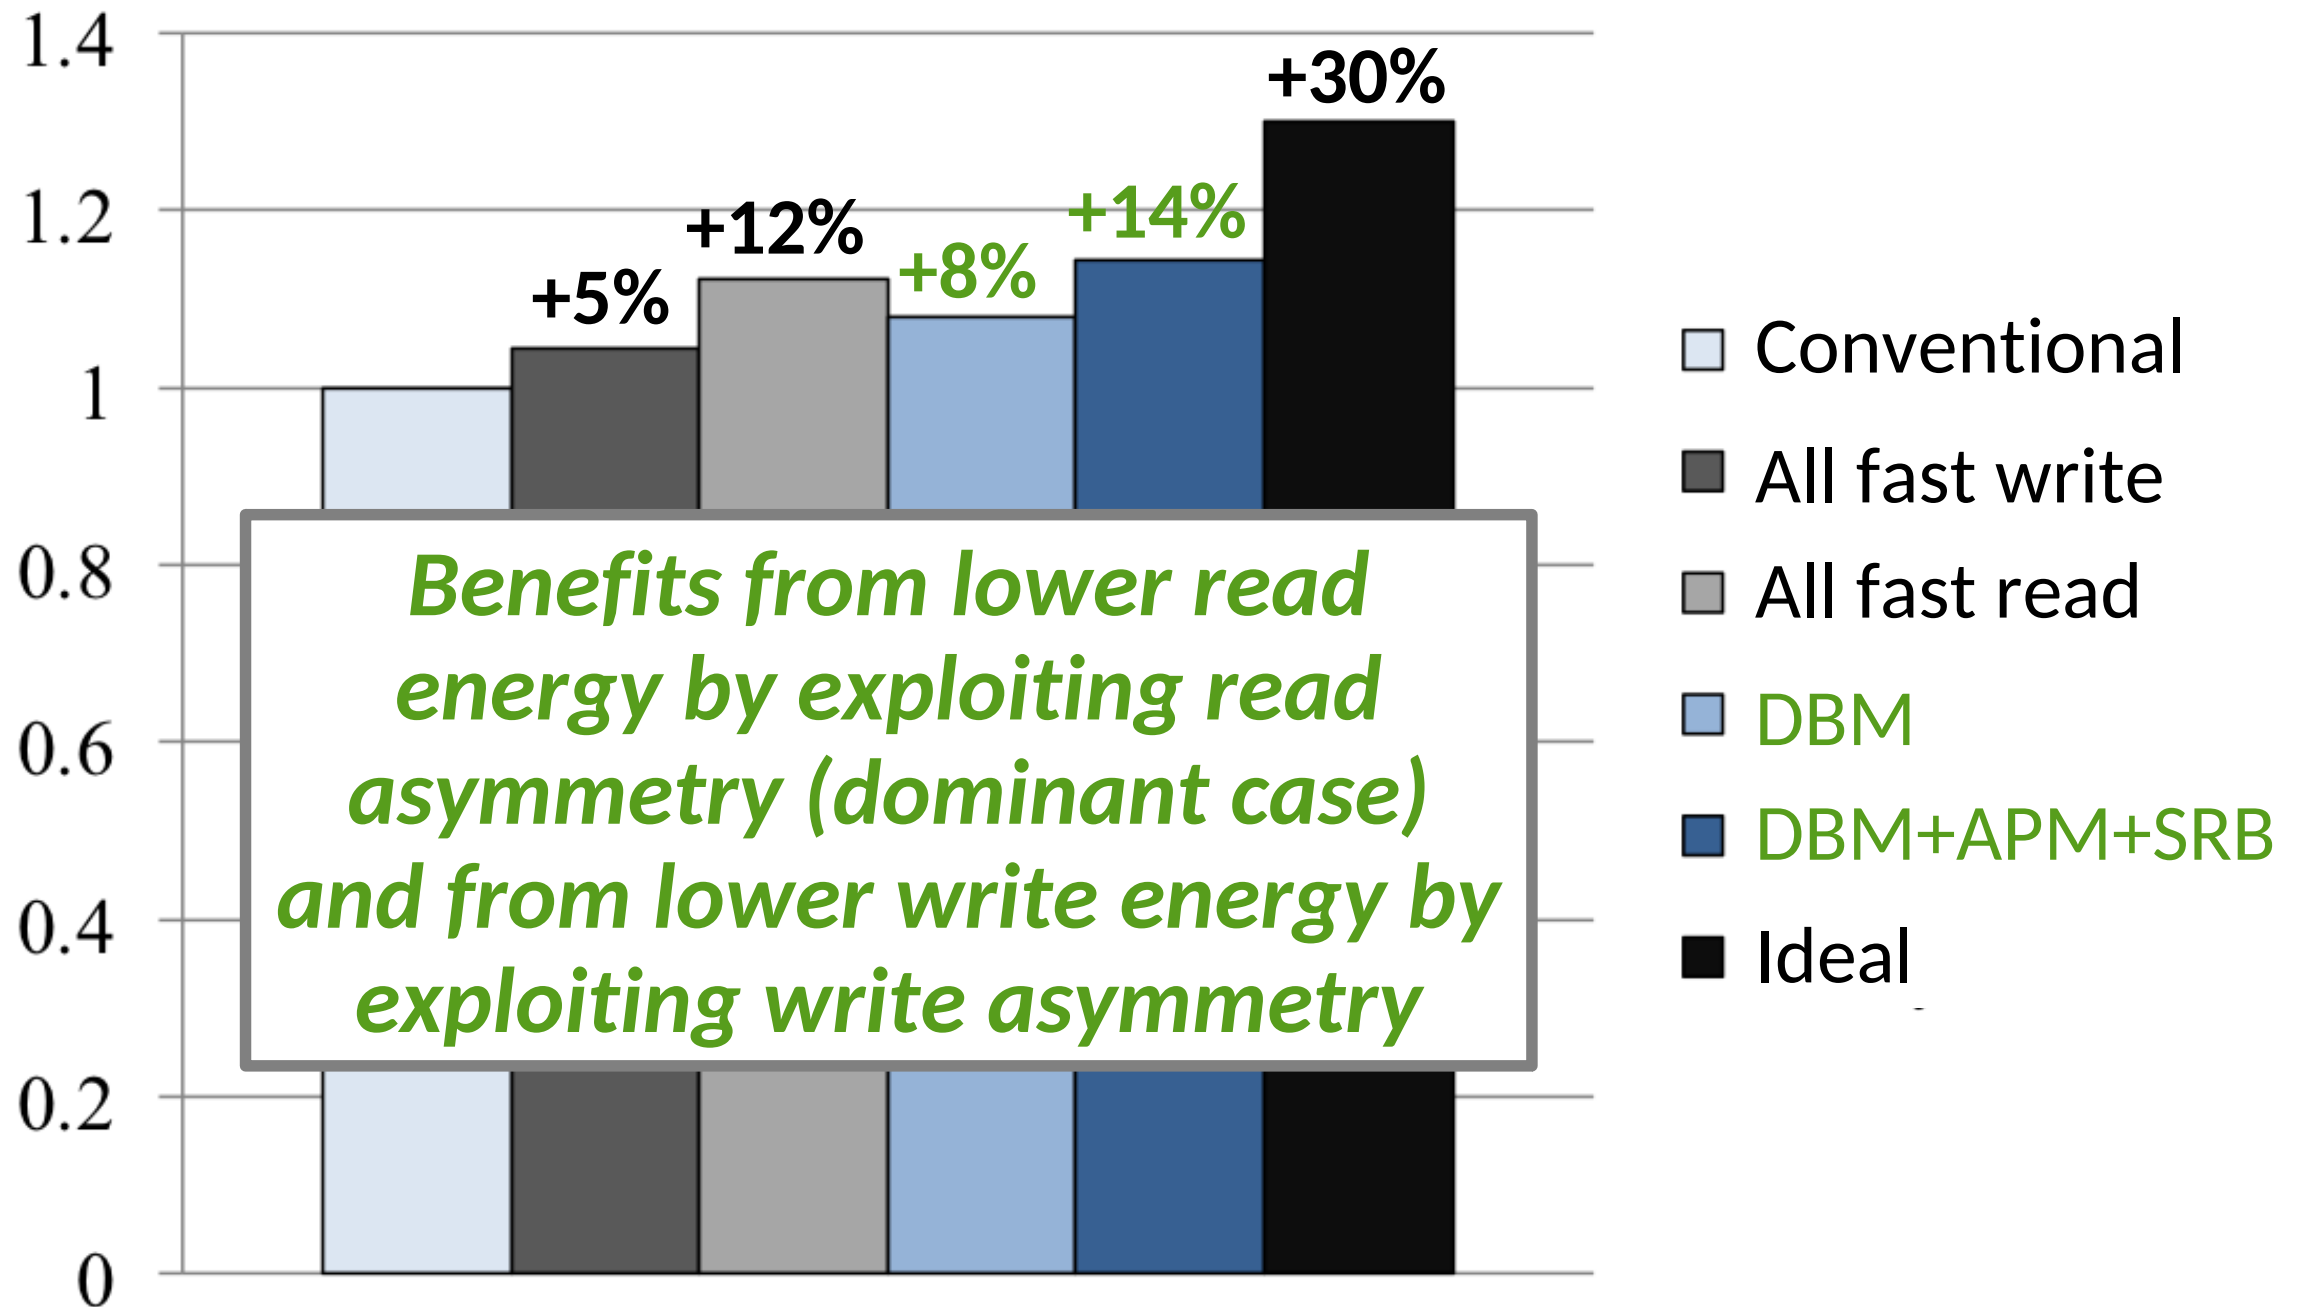 1.4
1.2
1
0.8
0.6
0.4
0.2
0
+5%
+12%
+8%
+14%
+30%
Benefits from lower read
energy by exploiting read
asymmetry (dominant case)
and from lower write energy by
exploiting write asymmetry
Conventional
All fast write
All fast read
DBM
DBM+APM+SRB
Ideal